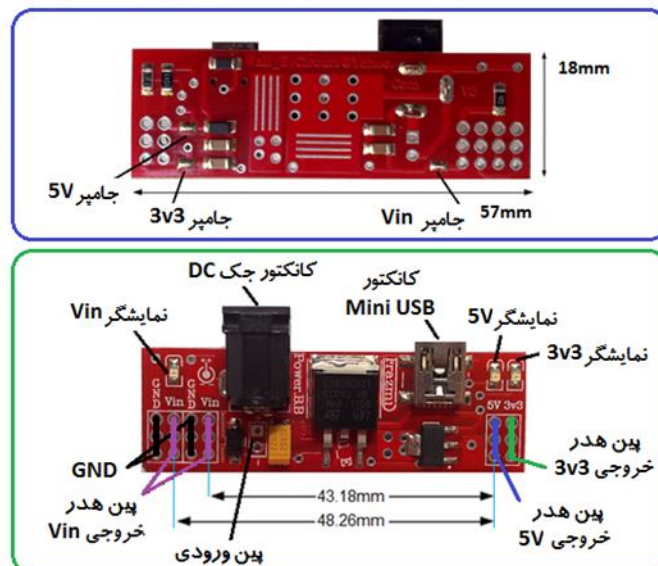 18mm
جامپر 5V
جامپر 3v3
جامپر Vin
57mm
کانکتور جک DC
کانکتور
Mini USB
نمایشگر Vin
نمایشگر 5V
نمایشگر 3v3
GND
Vin
GND
Vin
Power.BB
5V 3v3
GND
پین هدر
خروجی Vin
پین ورودی
43.18mm
48.26mm
پین هدر
خروجی 3v3
پین هدر
خروجی 5V